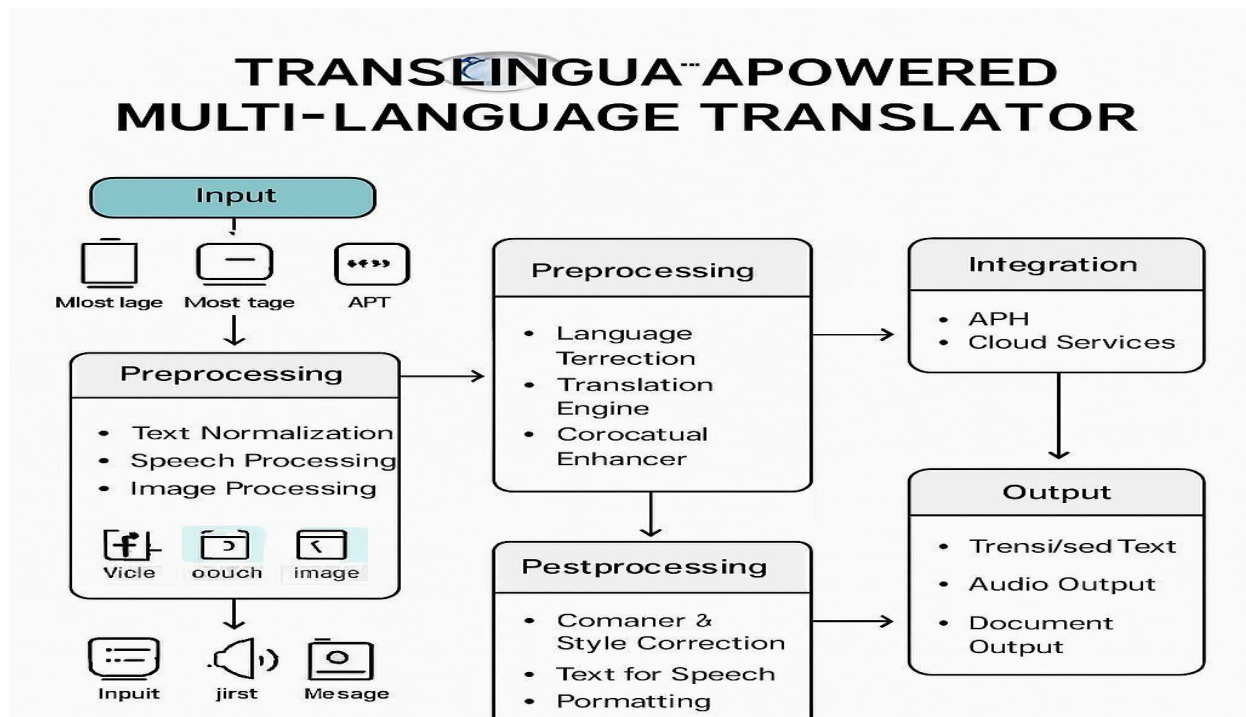 TRANSLINGUA---APOWERED
MULTI-LANGUAGE TRANSLATOR
Input
Mlost lage
Most tage
APT
Preprocessing
• Text Normalization
• Speech Processing
• Image Processing
Vicle
oouch
image
Inpuit
jirst
Mesage
Preprocessing
• Language
Terrection
• Translation
Engine
• Corocatual
Enhancer
Pestprocessing
• Comaner &
Style Correction
• Text for Speech
• Pormatting
Integration
• APH
• Cloud Services
Output
• Trensi/sed Text
• Audio Output
• Document
Output